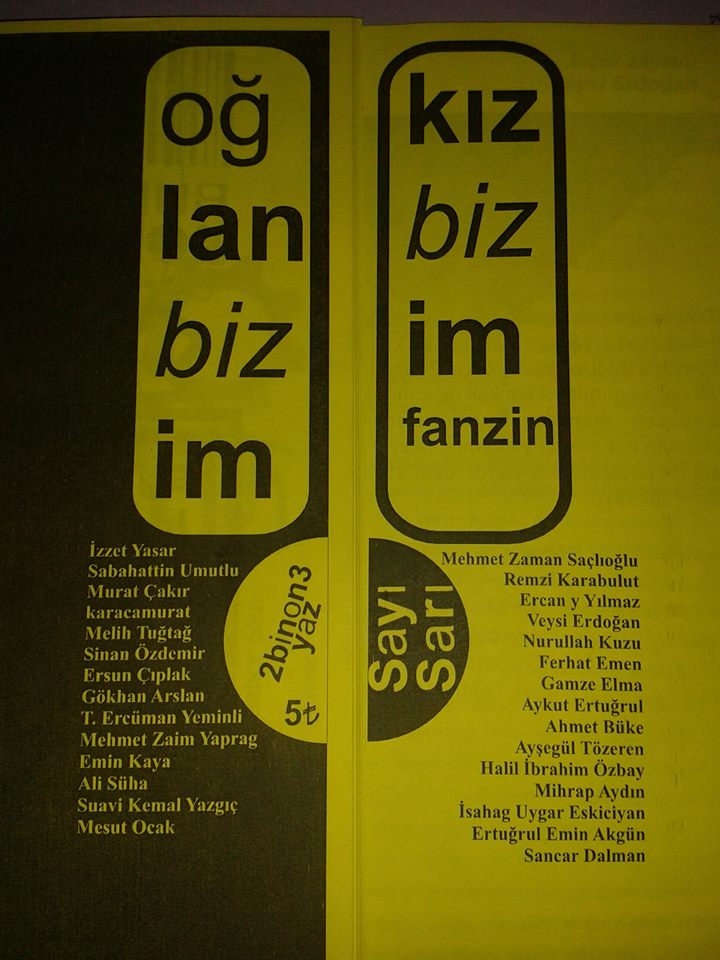 oğ
lan
biz
im
İzzet Yasar
Sabahattin Umutlu
Murat Çakır
karacamurat
Melih Tuğtağ
Sinan Özdemir
Ersun Çıplak
Gökhan Arslan
T. Ercüman Yeminli
Mehmet Zaim Yaprag
Emin Kaya
Ali Süha
Suavi Kemal Yazgıç
Mesut Ocak
2binon3
yaz
5₺
kız
biz
im
fanzin
Sayı
Sarı
Mehmet Zaman Saçlıoğlu
Remzi Karabulut
Ercan y Yılmaz
Veysi Erdoğan
Nurullah Kuzu
Ferhat Emen
Gamze Elma
Aykut Ertuğrul
Ahmet Büke
Ayşegül Tözeren
Halil İbrahim Özbay
Mihrap Aydın
İsahag Uygar Eskiciyan
Ertuğrul Emin Akgün
Sancar Dalman